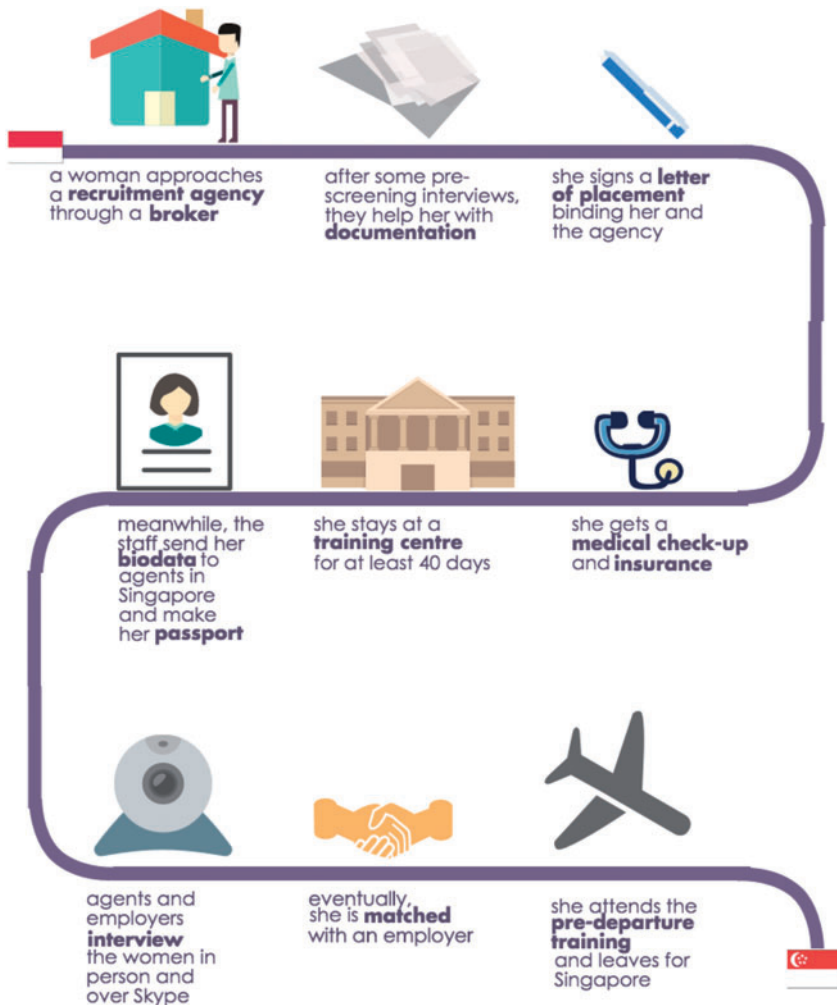 a woman approaches
a recruitment agency
through a broker
after some pre-
screening interviews,
they help her with
documentation
she signs a letter
of placement
binding her and
the agency
she gets a
medical check-up
and insurance
she stays at a
training centre
for at least 40 days
meanwhile, the
staff send her
biodata to
agents in
Singapore
and make
her passport
agents and
employers
interview
the women in
person and
over Skype
eventually,
she is matched
with an employer
she attends the
pre-departure
training
and leaves for
Singapore